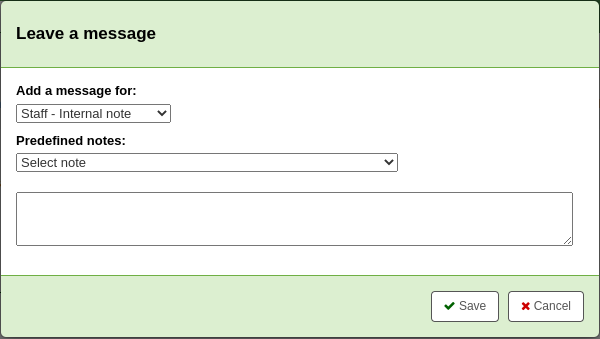 Leave a message
Add a message for:
Staff - Internal note
Predefined notes:
Select note
Save Cancel